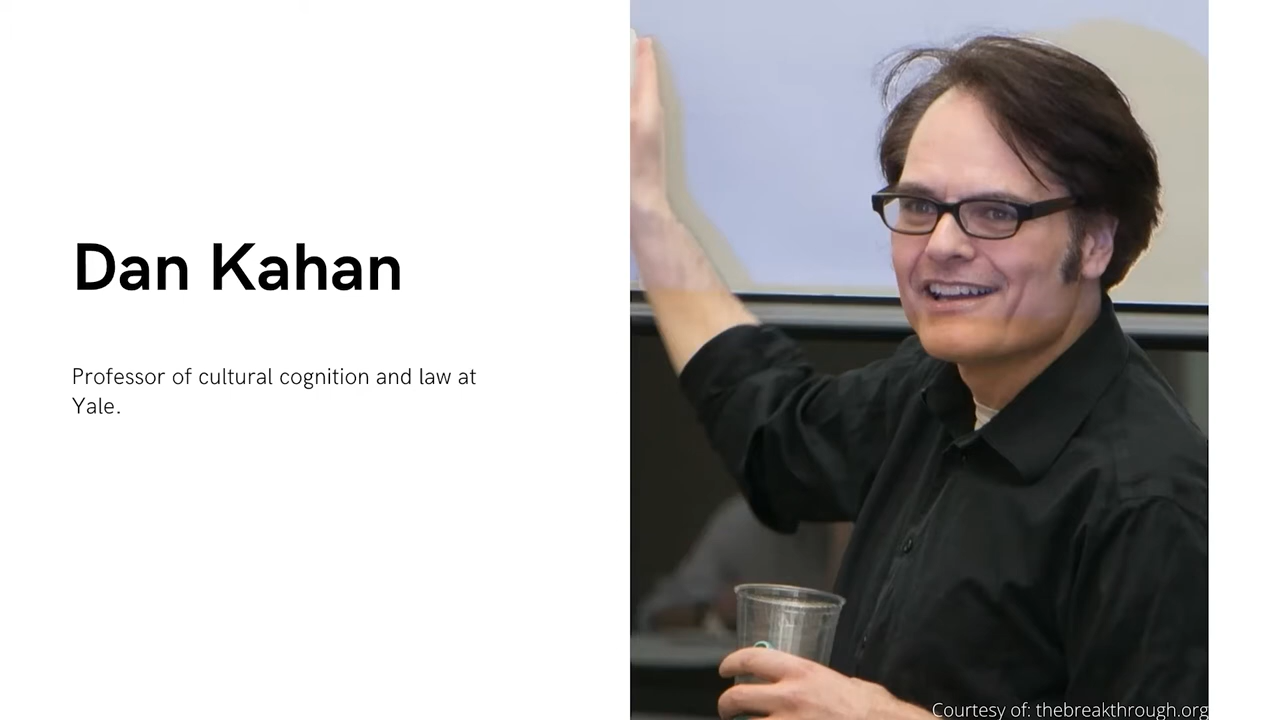 Dan Kahan
Professor of cultural cognition and law at
Yale.
Courtesy of: thebreakthrough.org